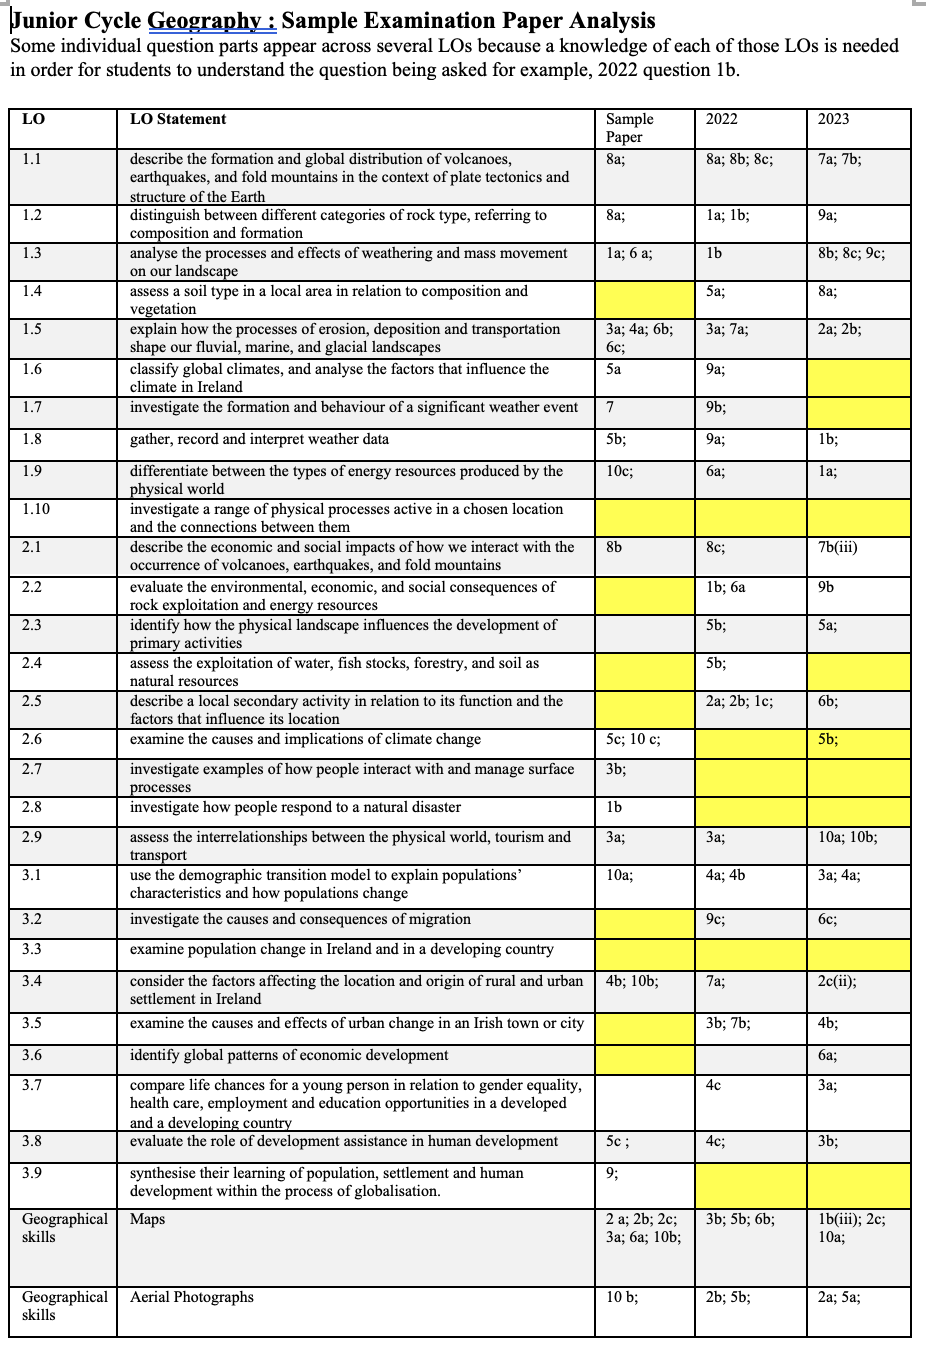 Junior Cycle Geography : Sample Examination Paper Analysis
Some individual question parts appear across several LOs because a knowledge of each of those LOs is needed
in order for students to understand the question being asked for example, 2022 question 1b.
LO LO Statement Sample 2022 2023
Paper
1.1 describe the formation and global distribution of volcanoes, 8a; 8a; 8b; 8c; 7a; 7b;
earthquakes, and fold mountains in the context of plate tectonics and
structure of the Earth
1.2 distinguish between different categories of rock type, referring to 8a; 1a; 1b; 9a;
composition and formation
1.3 analyse the processes and effects of weathering and mass movement 1a; 6 a; 1b 8b; 8c; 9c;
on our landscape
1.4 assess a soil type in a local area in relation to composition and 5a; 8a;
vegetation
1.5 explain how the processes of erosion, deposition and transportation 3a; 4a; 6b; 3a; 7a; 2a; 2b;
shape our fluvial, marine, and glacial landscapes 6c;
1.6 classify global climates, and analyse the factors that influence the 5a 9a;
climate in Ireland
1.7 investigate the formation and behaviour of a significant weather event 7 9b;
1.8 gather, record and interpret weather data 5b; 9a; 1b;
1.9 differentiate between the types of energy resources produced by the 10c; 6a; 1a;
physical world
1.10 investigate a range of physical processes active in a chosen location
and the connections between them
2.1 describe the economic and social impacts of how we interact with the 8b 8c; 7b(iii)
occurrence of volcanoes, earthquakes, and fold mountains
2.2 evaluate the environmental, economic, and social consequences of 1b; 6a 9b
rock exploitation and energy resources
2.3 identify how the physical landscape influences the development of 5b; 5a;
primary activities
2.4 assess the exploitation of water, fish stocks, forestry, and soil as 5b;
natural resources
2.5 describe a local secondary activity in relation to its function and the 2a; 2b; 1c; 6b;
factors that influence its location
2.6 examine the causes and implications of climate change 5c; 10 c; 5b;
2.7 investigate examples of how people interact with and manage surface 3b;
processes
2.8 investigate how people respond to a natural disaster 1b
2.9 assess the interrelationships between the physical world, tourism and 3a; 3a; 10a; 10b;
transport
3.1 use the demographic transition model to explain populations’ 10a; 4a; 4b 3a; 4a;
characteristics and how populations change
3.2 investigate the causes and consequences of migration 9c; 6c;
3.3 examine population change in Ireland and in a developing country
3.4 consider the factors affecting the location and origin of rural and urban 4b; 10b; 7a; 2c(ii);
settlement in Ireland
3.5 examine the causes and effects of urban change in an Irish town or city 3b; 7b; 4b;
3.6 identify global patterns of economic development 6a;
3.7 compare life chances for a young person in relation to gender equality, 4c 3a;
health care, employment and education opportunities in a developed
and a developing country
3.8 evaluate the role of development assistance in human development 5c ; 4c; 3b;
3.9 synthesise their learning of population, settlement and human 9;
development within the process of globalisation.
Geographical Maps 2 a; 2b; 2c; 3b; 5b; 6b; 1b(iii); 2c;
skills 3a; 6a; 10b; 10a;
Geographical Aerial Photographs 10 b; 2b; 5b; 2a; 5a;
skills